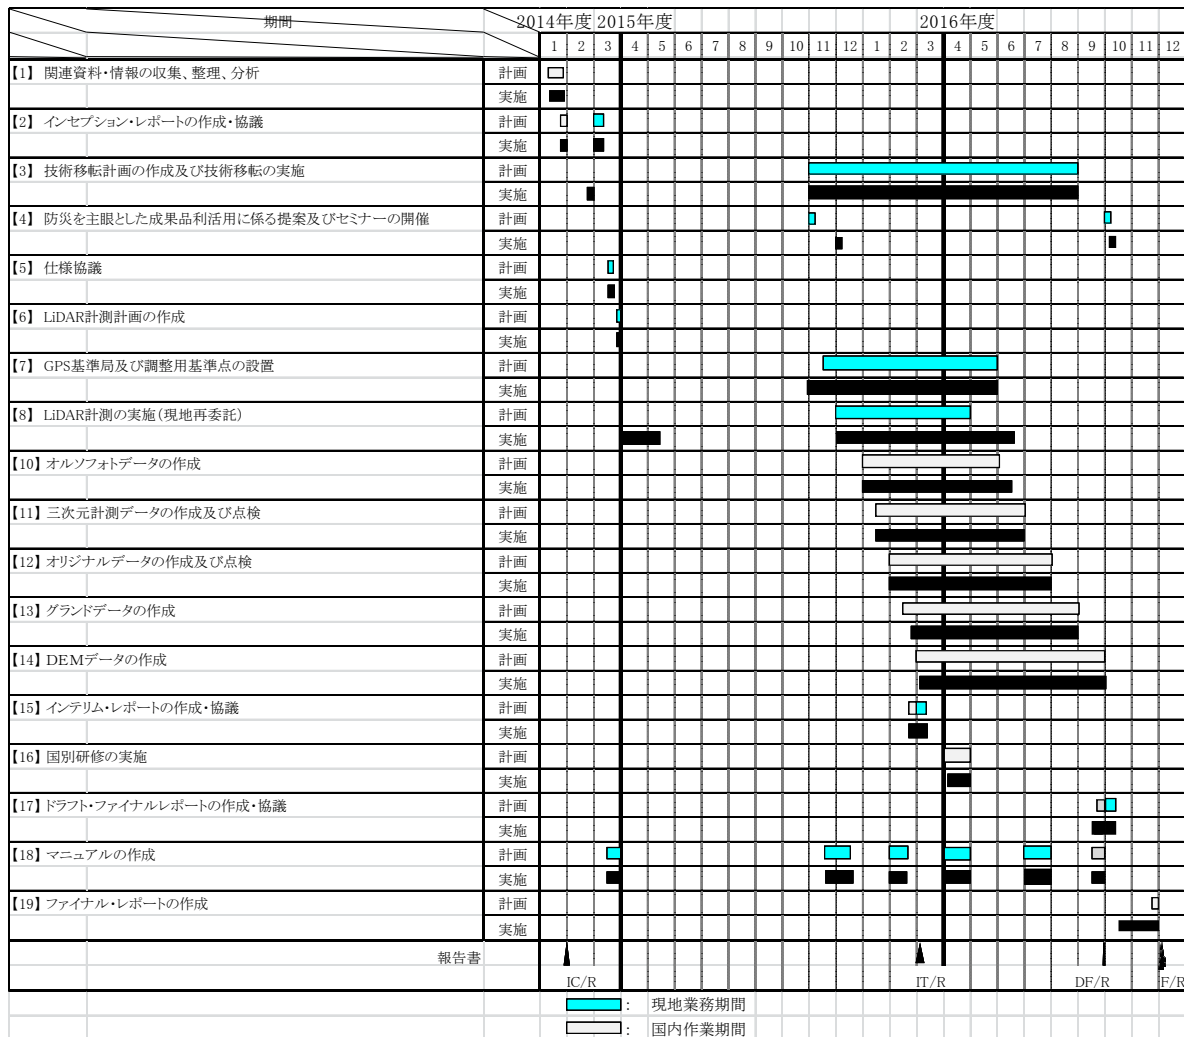 期間 2014年度 2015年度 2016年度
1 2 3 4 5 6 7 8 9 10 11 12 1 2 3 4 5 6 7 8 9 10 11 12
【1】 関連資料・情報の収集、整理、分析 計画
実施
【2】 インセプション・レポートの作成・協議 計画
実施
【3】 技術移転計画の作成及び技術移転の実施 計画
実施
【4】 防災を主眼とした成果品利活用に係る提案及びセミナーの開催 計画
実施
【5】 仕様協議 計画
実施
【6】 LiDAR計測計画の作成 計画
実施
【7】 GPS基準局及び調整用基準点の設置 計画
実施
【8】 LiDAR計測の実施（現地再委託） 計画
実施
【10】 オルソフォトデータの作成 計画
実施
【11】 三次元計測データの作成及び点検 計画
実施
【12】 オリジナルデータの作成及び点検 計画
実施
【13】 グランドデータの作成 計画
実施
【14】 DEMデータの作成 計画
実施
【15】 インテリム・レポートの作成・協議 計画
実施
【16】 国別研修の実施 計画
実施
【17】 ドラフト・ファイナルレポートの作成・協議 計画
実施
【18】 マニュアルの作成 計画
実施
【19】 ファイナル・レポートの作成 計画
実施
報告書
IC/R IT/R DF/R F/R
： 現地業務期間
： 国内作業期間